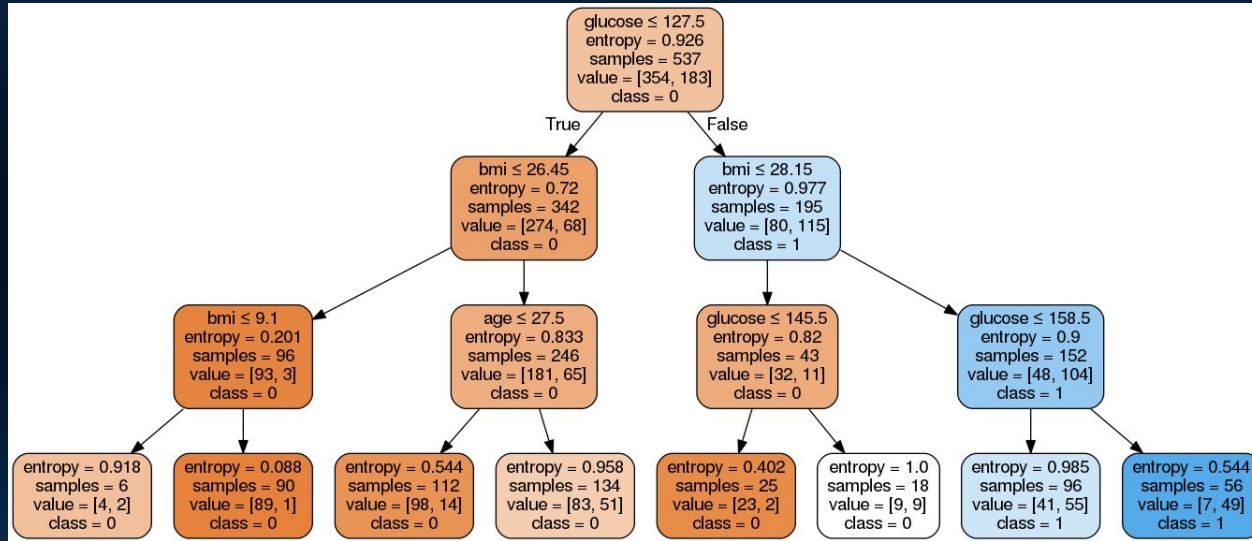 glucose ≤ 127.5
entropy = 0.926
samples = 537
value = [354, 183]
class = 0
True
False
bmi ≤ 26.45
entropy = 0.72
samples = 342
value = [274, 68]
class = 0
bmi ≤ 28.15
entropy = 0.977
samples = 195
value = [80, 115]
class = 1
bmi ≤ 9.1
entropy = 0.201
samples = 96
value = [93, 3]
class = 0
age ≤ 27.5
entropy = 0.833
samples = 246
value = [181, 65]
class = 0
glucose ≤ 145.5
entropy = 0.82
samples = 43
value = [32, 11]
class = 0
glucose ≤ 158.5
entropy = 0.9
samples = 152
value = [48, 104]
class = 1
entropy = 0.918
samples = 6
value = [4, 2]
class = 0
entropy = 0.088
samples = 90
value = [89, 1]
class = 0
entropy = 0.544
samples = 112
value = [98, 14]
class = 0
entropy = 0.958
samples = 134
value = [83, 51]
class = 0
entropy = 0.402
samples = 25
value = [23, 2]
class = 0
entropy = 1.0
samples = 18
value = [9, 9]
class = 0
entropy = 0.985
samples = 96
value = [41, 55]
class = 1
entropy = 0.544
samples = 56
value = [7, 49]
class = 1